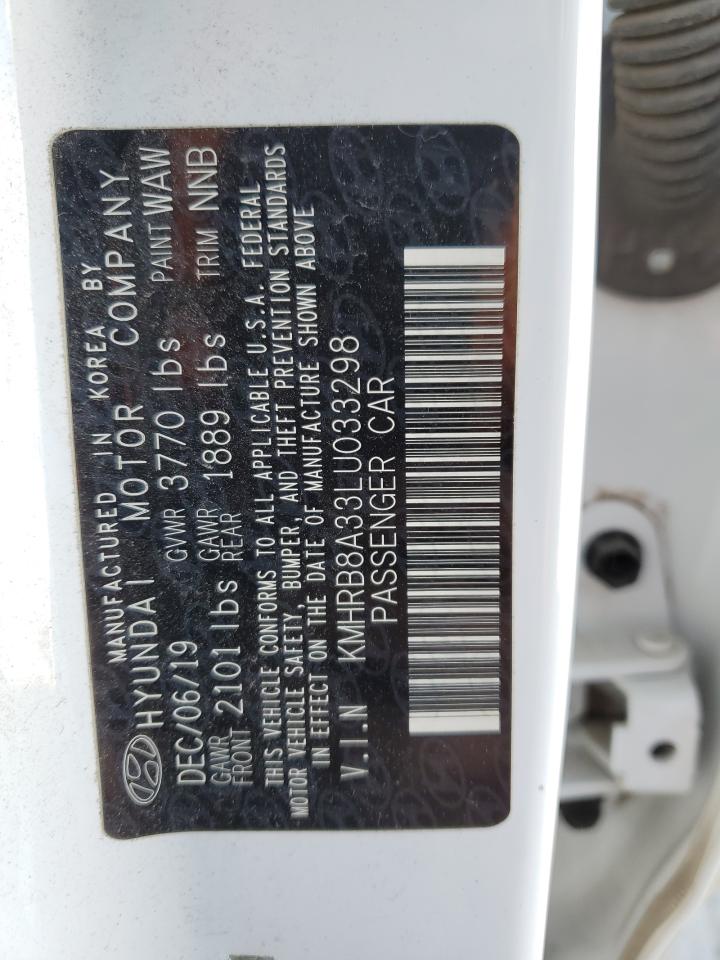 MANUFACTURED IN KOREA BY
HYUNDAI MOTOR COMPANY
DEC/06/19 GVWR 3770 lbs PAINT WAW
GAWR FRONT 2101 lbs GAWR REAR 1889 lbs TRIM NNB
THIS VEHICLE CONFORMS TO ALL APPLICABLE U.S.A. FEDERAL
MOTOR VEHICLE SAFETY, BUMPER, AND THEFT PREVENTION STANDARDS
IN EFFECT ON THE DATE OF MANUFACTURE SHOWN ABOVE
V.I.N KMHRB8A33LU033298
PASSENGER CAR